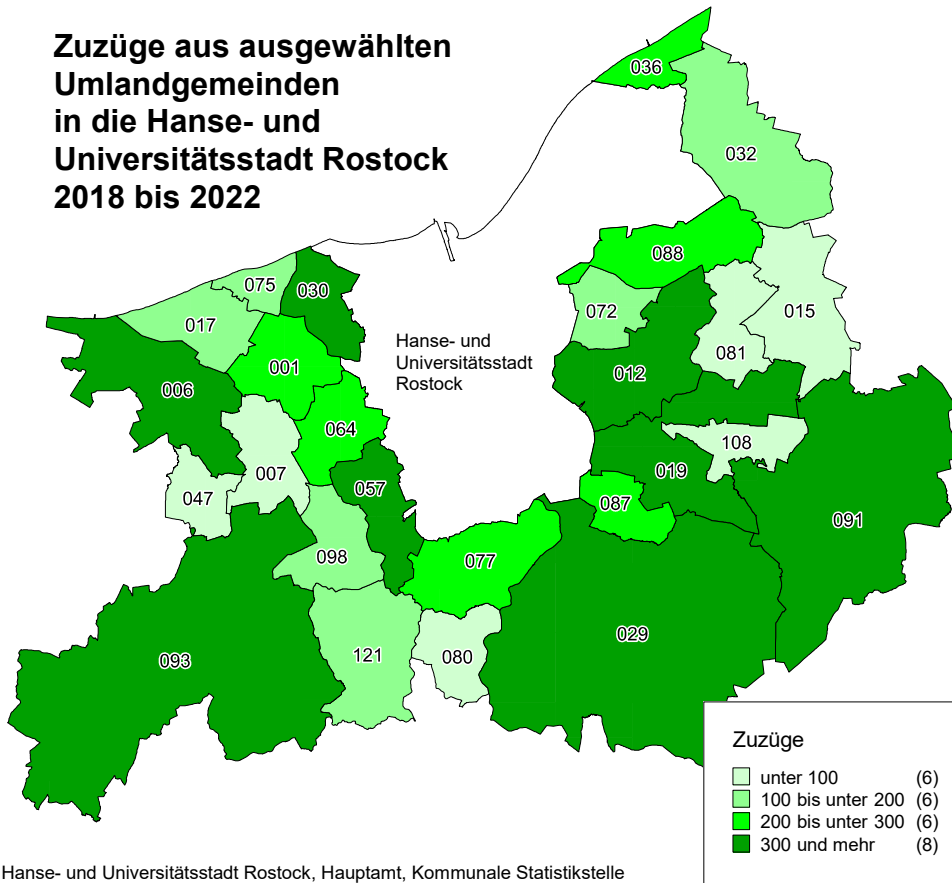 Zuzüge aus ausgewählten
Umlandgemeinden
in die Hanse- und
Universitätsstadt Rostock
2018 bis 2022
036
032
088
075
030
072
015
017
081
001
Hanse- und
Universitätsstadt
Rostock
012
006
064
108
007
019
057
047
087
091
098
077
029
093
121
080
Zuzüge
unter 100 (6)
100 bis unter 200 (6)
200 bis unter 300 (6)
300 und mehr (8)
Hanse- und Universitätsstadt Rostock, Hauptamt, Kommunale Statistikstelle